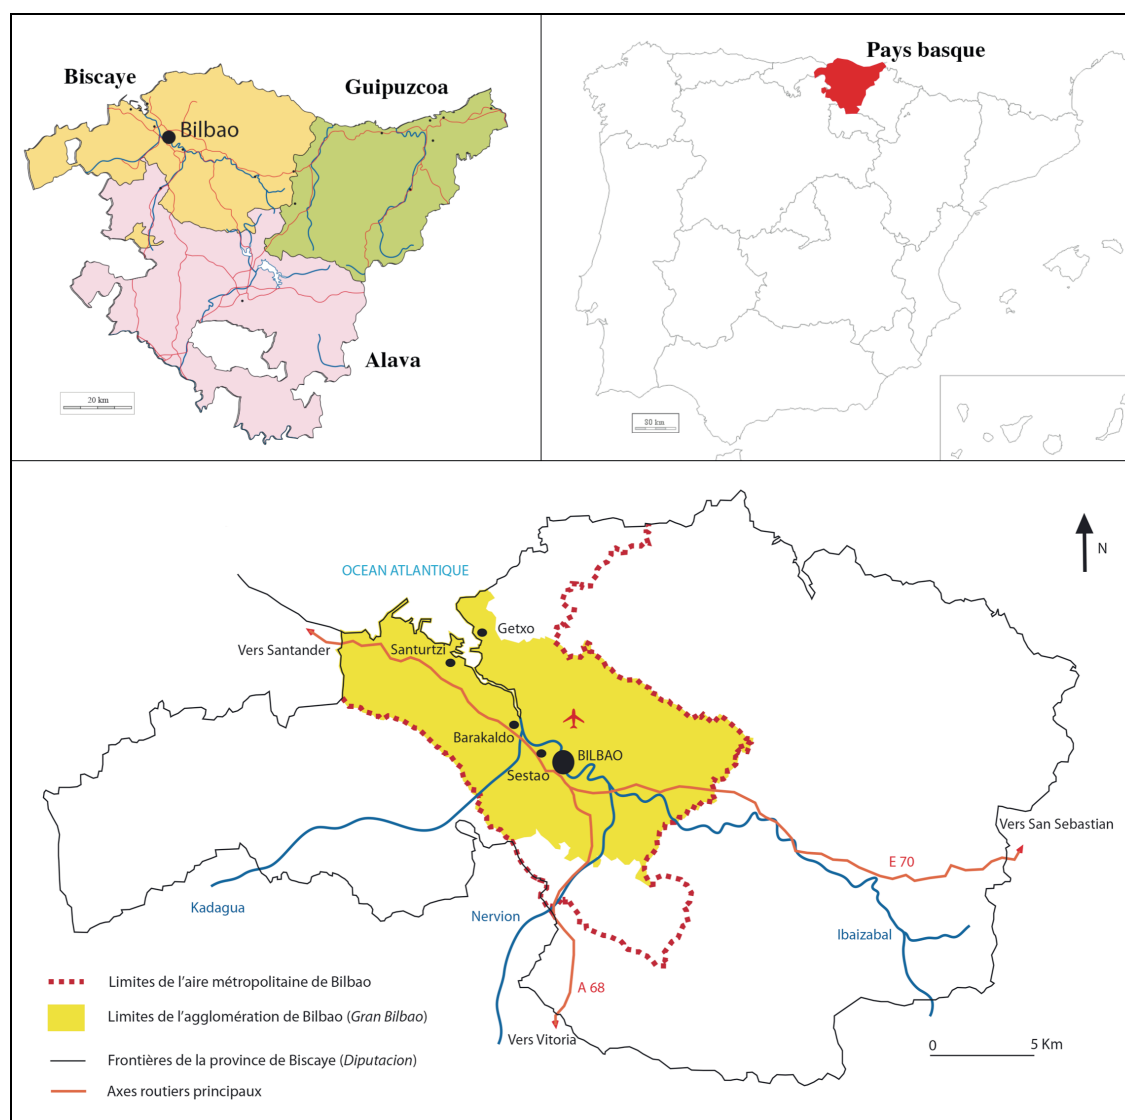 Biscaye
Guipuzcoa
Bilbao
Alava
20 km
Pays basque
80 km
OCEAN ATLANTIQUE
N
Getxo
Vers Santander
Santurtzi
Barakaldo
BILBAO
Sestao
Vers San Sebastian
E 70
Kadagua
Nervion
Ibaizabal
A 68
Vers Vitoria
Limites de l'aire métropolitaine de Bilbao
Limites de l'agglomération de Bilbao (Gran Bilbao)
Frontières de la province de Biscaye (Diputacion)
Axes routiers principaux
0 5 Km